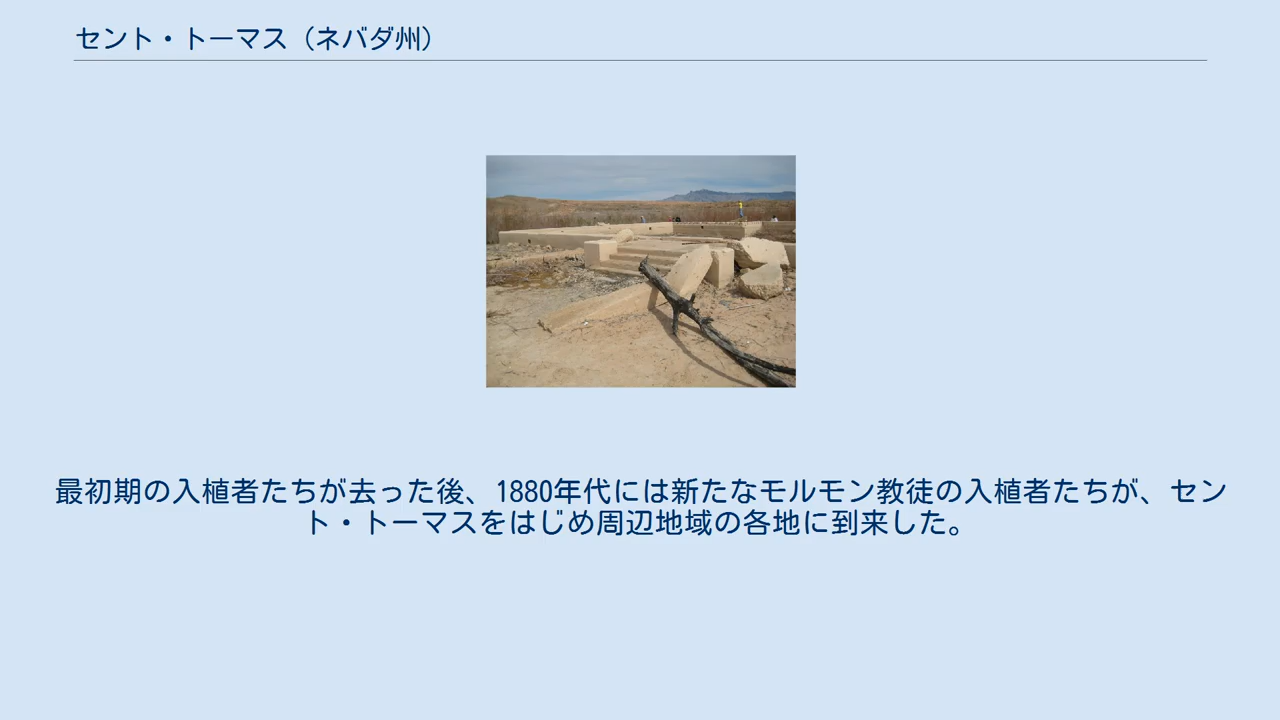 セント・トーマス（ネバダ州）
最初期の入植者たちが去った後、1880年代には新たなモルモン教徒の入植者たちが、セン
ト・トーマスをはじめ周辺地域の各地に到来した。